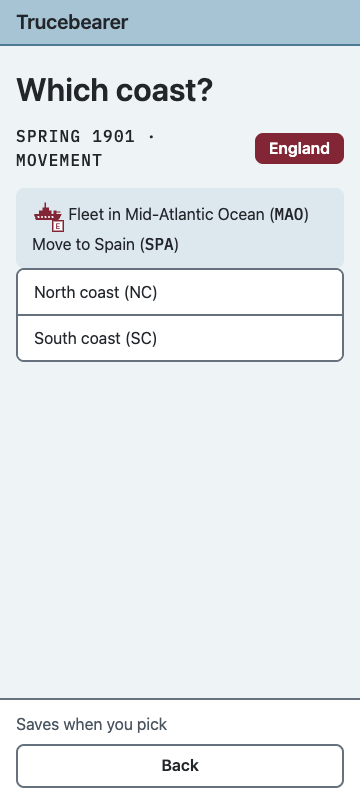 Trucebearer
Which coast?
SPRING 1901 ·
MOVEMENT
England
E
Fleet in Mid-Atlantic Ocean (MAO)
Move to Spain (SPA)
North coast (NC)
South coast (SC)
Saves when you pick
Back